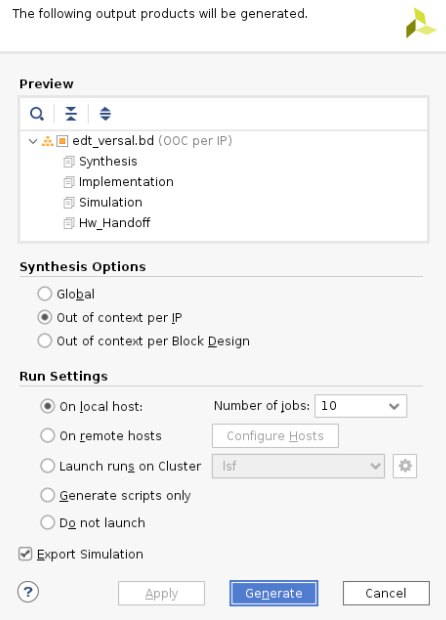 The following output products will be generated.
Preview
edt_versal.bd (OOC per IP)
Synthesis
Implementation
Simulation
Hw_Handoff
Synthesis Options
Global
Out of context per IP
Out of context per Block Design
Run Settings
On local host: Number of jobs: 10
On remote hosts Configure Hosts
Launch runs on Cluster lsf
Generate scripts only
Do not launch
Export Simulation
? Apply Generate Cancel